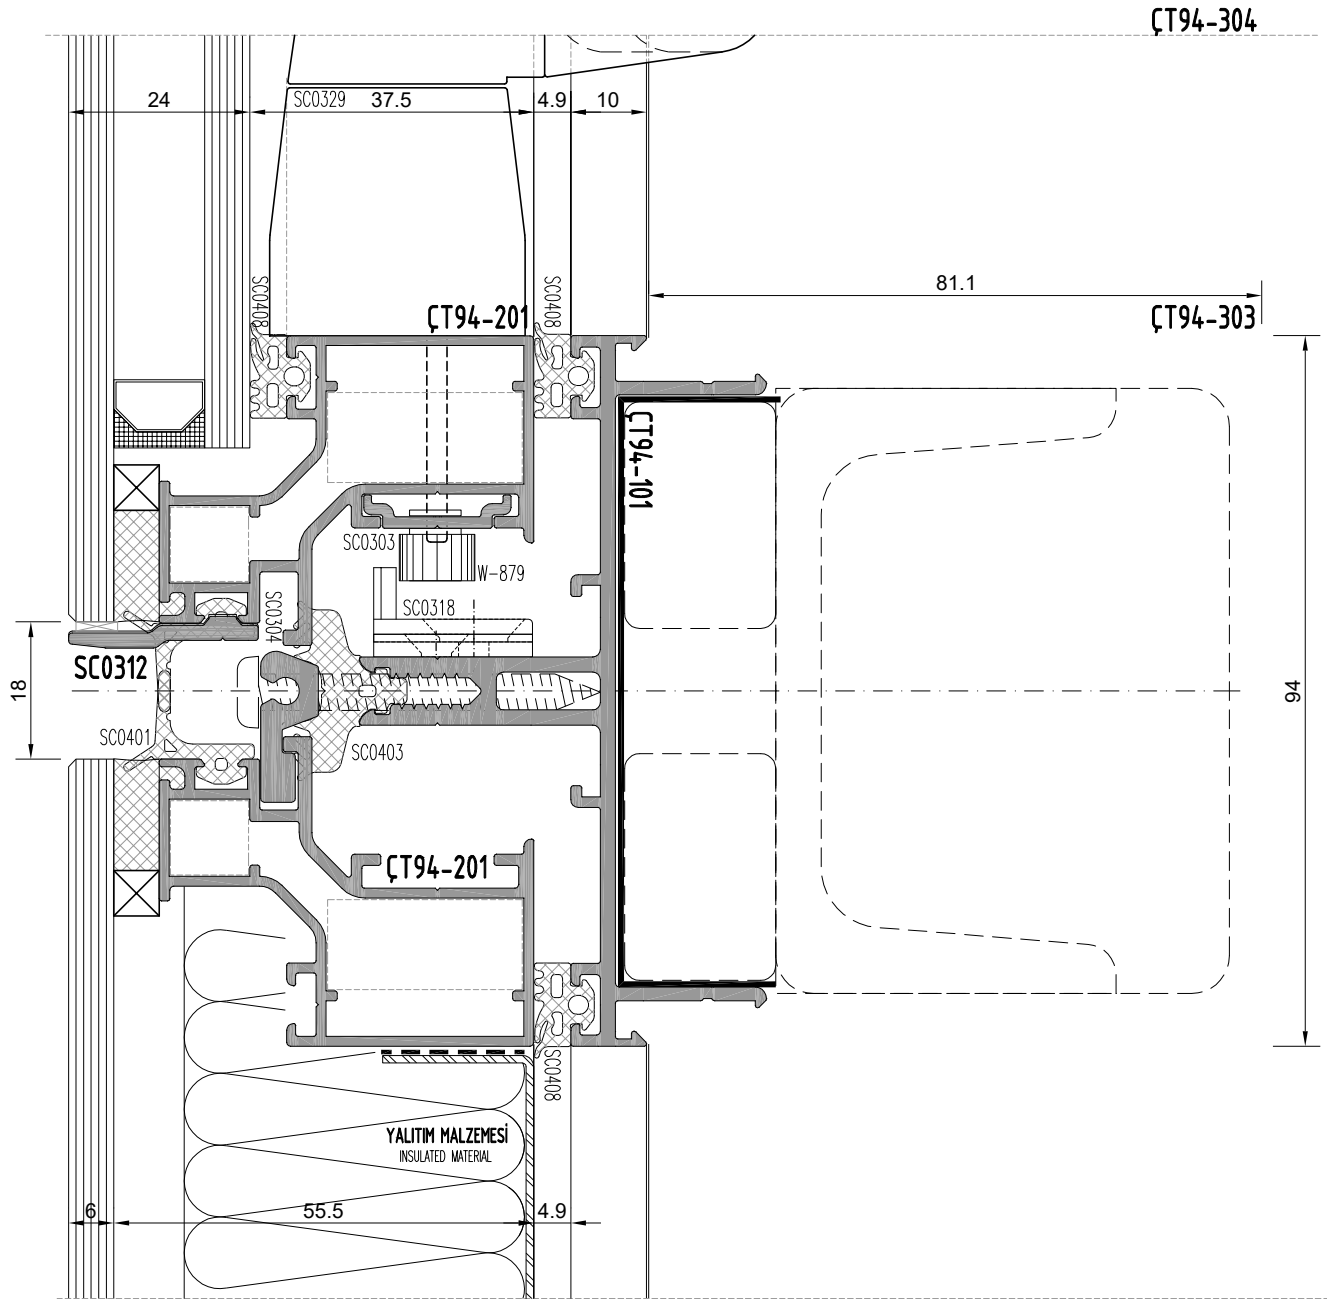 ÇT94-304
24
SC0329
37.5
4.9
10
SC0408
SC0408
81.1
ÇT94-201
ÇT94-303
ÇT94-101
SC0303
W-879
SC0304
SC0318
SC0312
18
94
SC0401
SC0403
ÇT94-201
SC0408
YALITIM MALZEMESİ
INSULATED MATERIAL
6
55.5
4.9